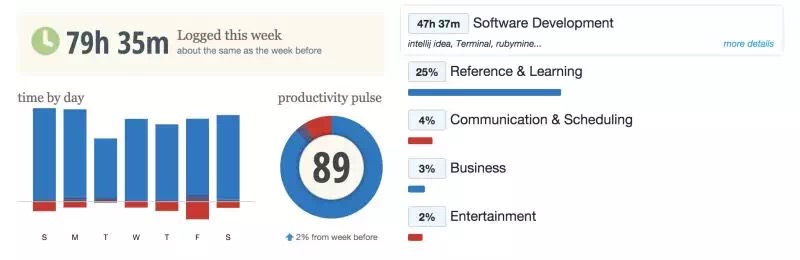 79h 35m Logged this week
about the same as the week before
time by day
productivity pulse
89
S M T W T F S
2% from week before
47h 37m Software Development
intellij idea, Terminal, rubymine...
more details
25% Reference & Learning
4% Communication & Scheduling
3% Business
2% Entertainment